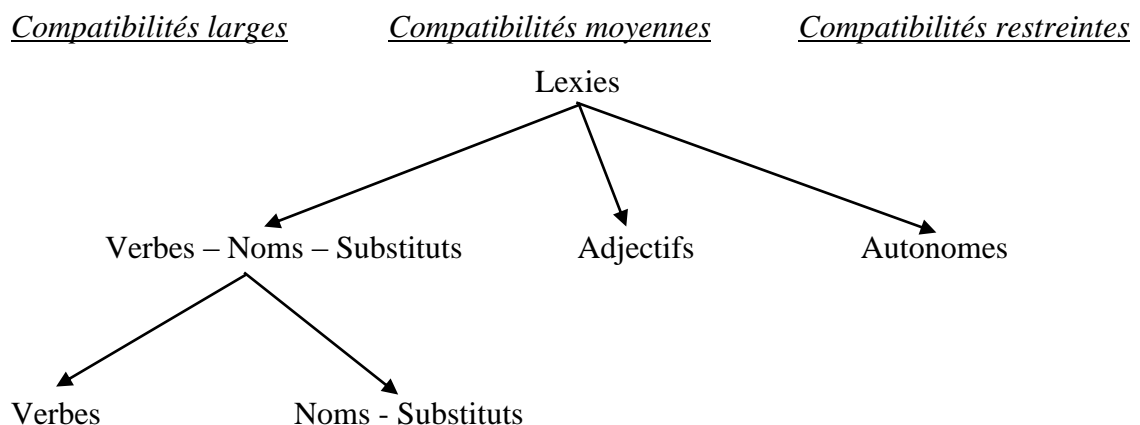 Compatibilités larges Compatibilités moyennes Compatibilités restreintes
Lexies
Verbes – Noms – Substituts Adjectifs Autonomes
Verbes Noms - Substituts